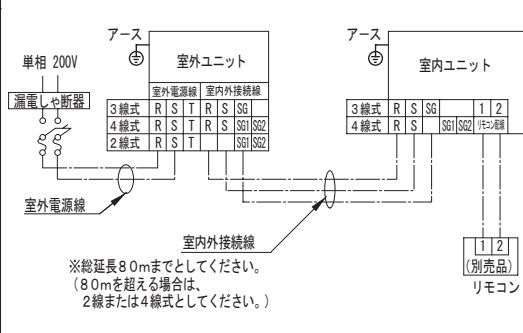 アース
単相 200V
漏電しゃ断器
室外ユニット
室外電源線 室内外接続線
3線式 R S T R S SG
4線式 R S T R S SG1 SG2
2線式 R S T SG1 SG2
室外電源線
室内外接続線
※総延長80mまでとしてください。
(80mを超える場合は、
2線または4線式としてください。)
アース
室内ユニット
3線式 R S SG 1 2
4線式 R S SG1 SG2 リモコン配線
1 2
(別売品)
リモコン